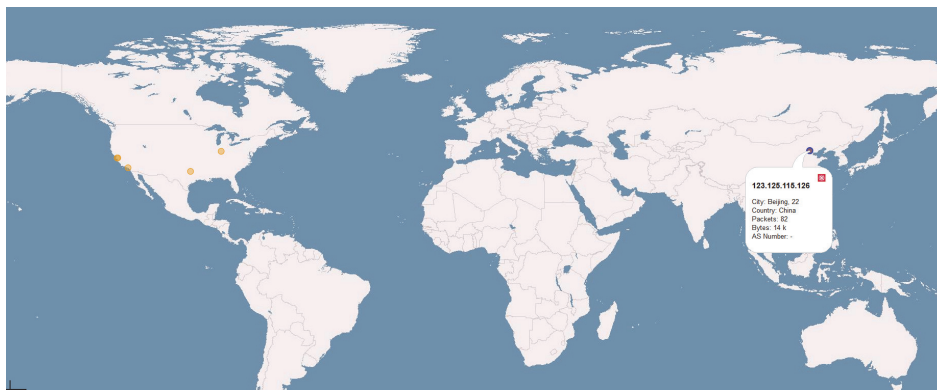 123.125.115.126
City: Beijing, 22
Country: China
Packets: 82
Bytes: 14 k
AS Number: -